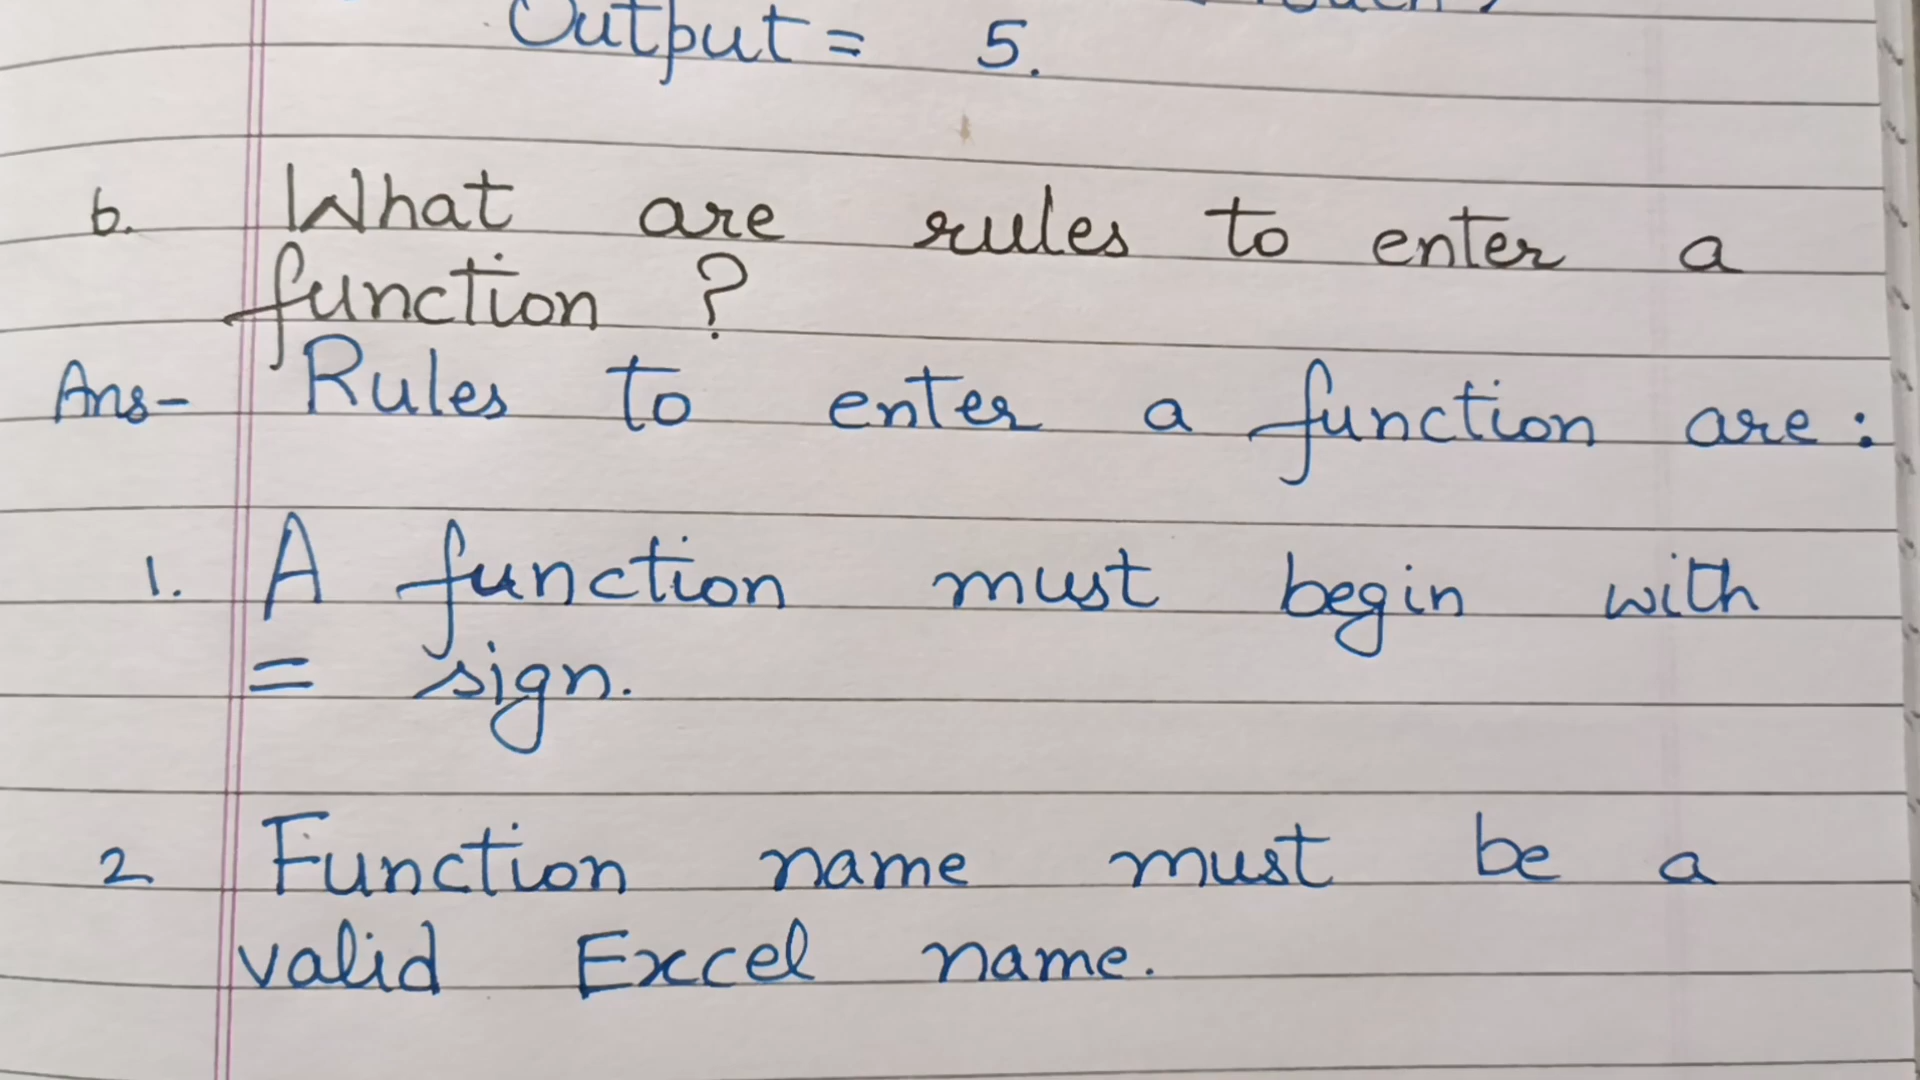 Output = 5.
b. What are rules to enter a
function ?
Ans- Rules to enter a function are :
1. A function must begin with
= sign.
2 Function name must be a
valid Excel name.